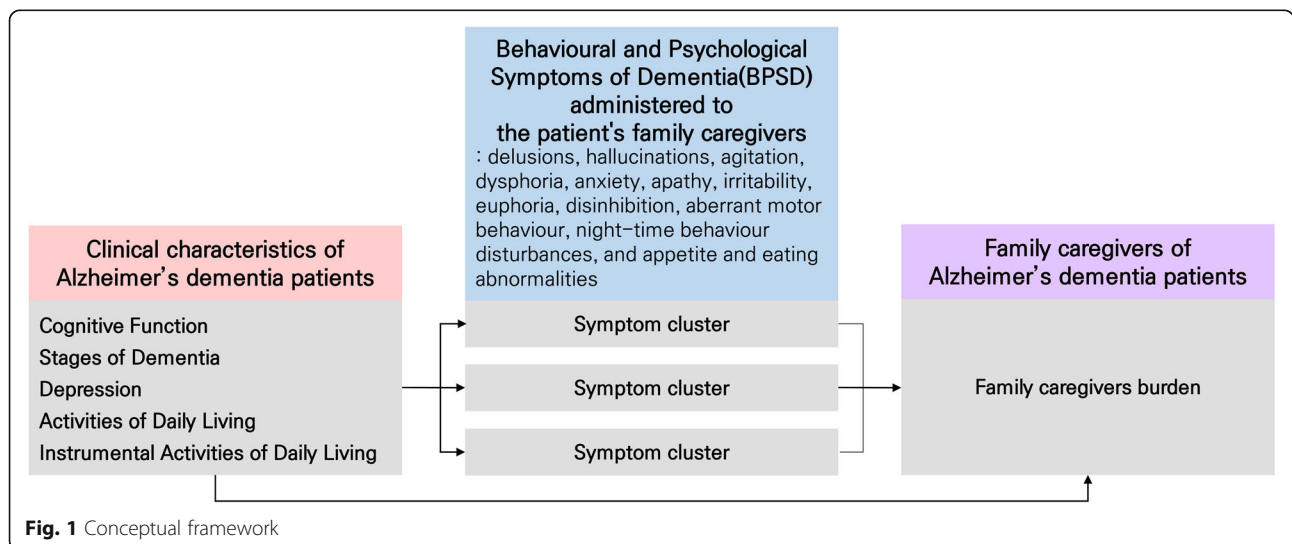 Behavioural and Psychological
Symptoms of Dementia(BPSD)
administered to
the patient's family caregivers
: delusions, hallucinations, agitation,
dysphoria, anxiety, apathy, irritability,
euphoria, disinhibition, aberrant motor
behaviour, night-time behaviour
disturbances, and appetite and eating
abnormalities
Clinical characteristics of
Alzheimer's dementia patients
Cognitive Function
Stages of Dementia
Depression
Activities of Daily Living
Instrumental Activities of Daily Living
Symptom cluster
Symptom cluster
Symptom cluster
Family caregivers of
Alzheimer's dementia patients
Family caregivers burden
Fig. 1 Conceptual framework